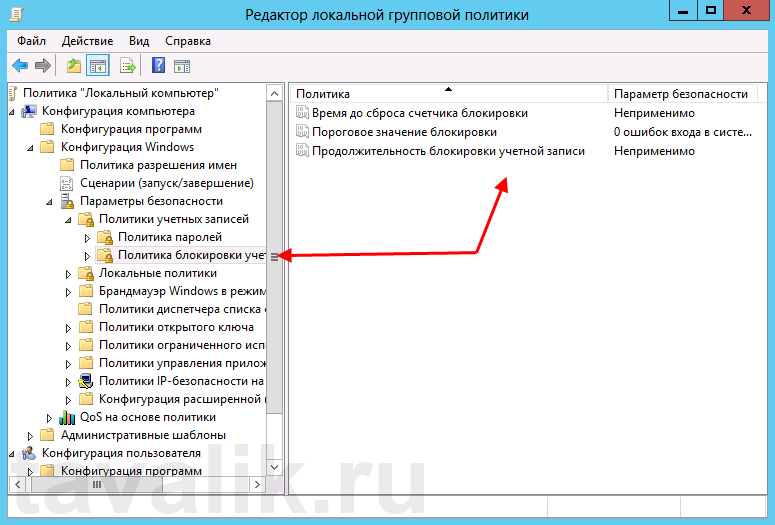 Редактор локальной групповой политики
Файл Действие Вид Справка
Политика "Локальный компьютер"
Конфигурация компьютера
Конфигурация программ
Конфигурация Windows
Политика разрешения имен
Сценарии (запуск/завершение)
Параметры безопасности
Политики учетных записей
Политика паролей
Политика блокировки учет
Локальные политики
Брандмауэр Windows в режим
Политики диспетчера списка с
Политики открытого ключа
Политики ограниченного исп
Политики управления прилож
Политики IP-безопасности на
Конфигурация расширенной п
QoS на основе политики
Административные шаблоны
Конфигурация пользователя
Конфигурация программ
Политика Параметр безопасности
Время до сброса счетчика блокировки Неприменимо
Пороговое значение блокировки 0 ошибок входа в систе...
Продолжительность блокировки учетной записи Неприменимо
tavalik.ru